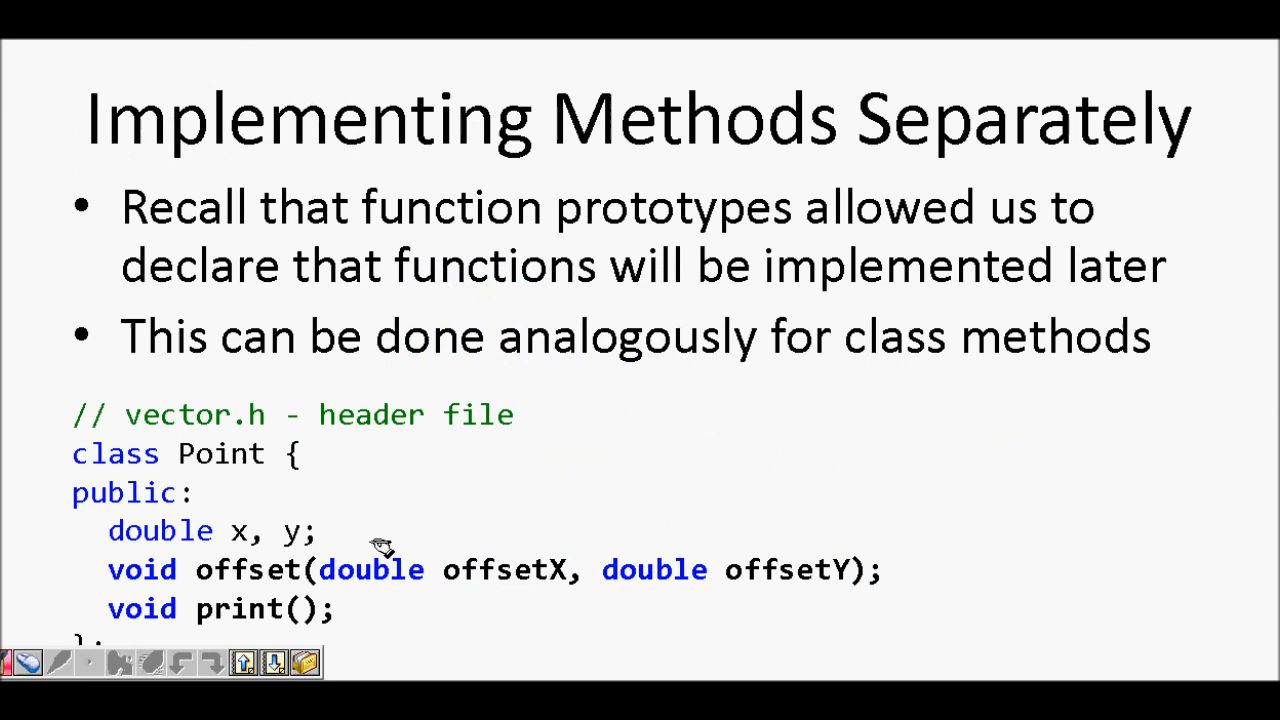 Implementing Methods Separately
• Recall that function prototypes allowed us to
declare that functions will be implemented later
• This can be done analogously for class methods
// vector.h - header file
class Point {
public:
double x, y;
void offset(double offsetX, double offsetY);
void print();
};